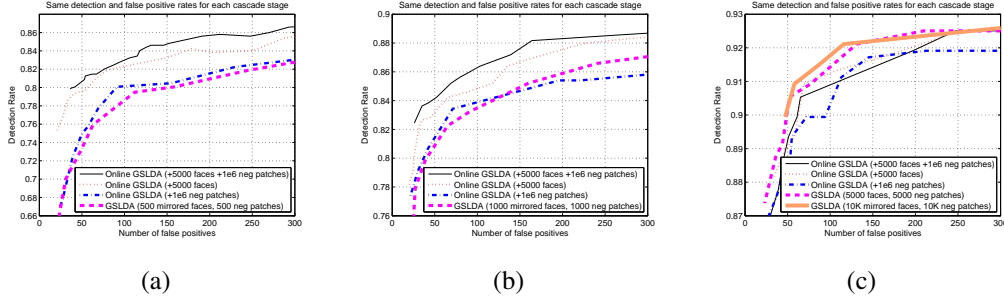 Same detection and false positive rates for each cascade stage
Detection Rate
0.86
0.84
0.82
0.8
0.78
0.76
0.74
0.72
0.7
0.68
0.66
0 50 100 150 200 250 300
Number of false positives
Online GSLDA (+5000 faces +1e6 neg patches)
Online GSLDA (+5000 faces)
Online GSLDA (+1e6 neg patches)
GSLDA (500 mirrored faces, 500 neg patches)
(a)
Same detection and false positive rates for each cascade stage
Detection Rate
0.9
0.88
0.86
0.84
0.82
0.8
0.78
0.76
0 50 100 150 200 250 300
Number of false positives
Online GSLDA (+5000 faces +1e6 neg patches)
Online GSLDA (+5000 faces)
Online GSLDA (+1e6 neg patches)
GSLDA (1000 mirrored faces, 1000 neg patches)
(b)
Same detection and false positive rates for each cascade stage
Detection Rate
0.93
0.92
0.91
0.9
0.89
0.88
0.87
0 50 100 150 200 250 300
Number of false positives
Online GSLDA (+5000 faces +1e6 neg patches)
Online GSLDA (+5000 faces)
Online GSLDA (+1e6 neg patches)
GSLDA (5000 faces, 5000 neg patches)
GSLDA (10K mirrored faces, 10K neg patches)
(c)